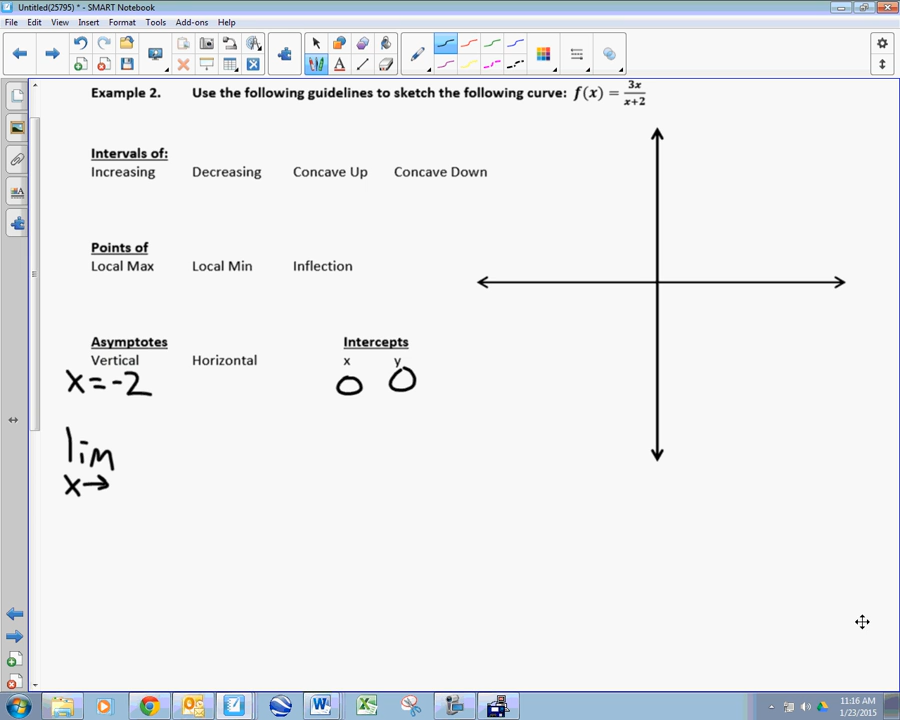 Untitled(25795) * - SMART Notebook
File Edit View Insert Format Tools Add-ons Help
Example 2. Use the following guidelines to sketch the following curve: f(x) = 3x/x+2
Intervals of:
Increasing Decreasing Concave Up Concave Down
Points of
Local Max Local Min Inflection
Asymptotes Intercepts
Vertical Horizontal x y
x=-2 0 0
lim
x→
11:16 AM
1/23/2015